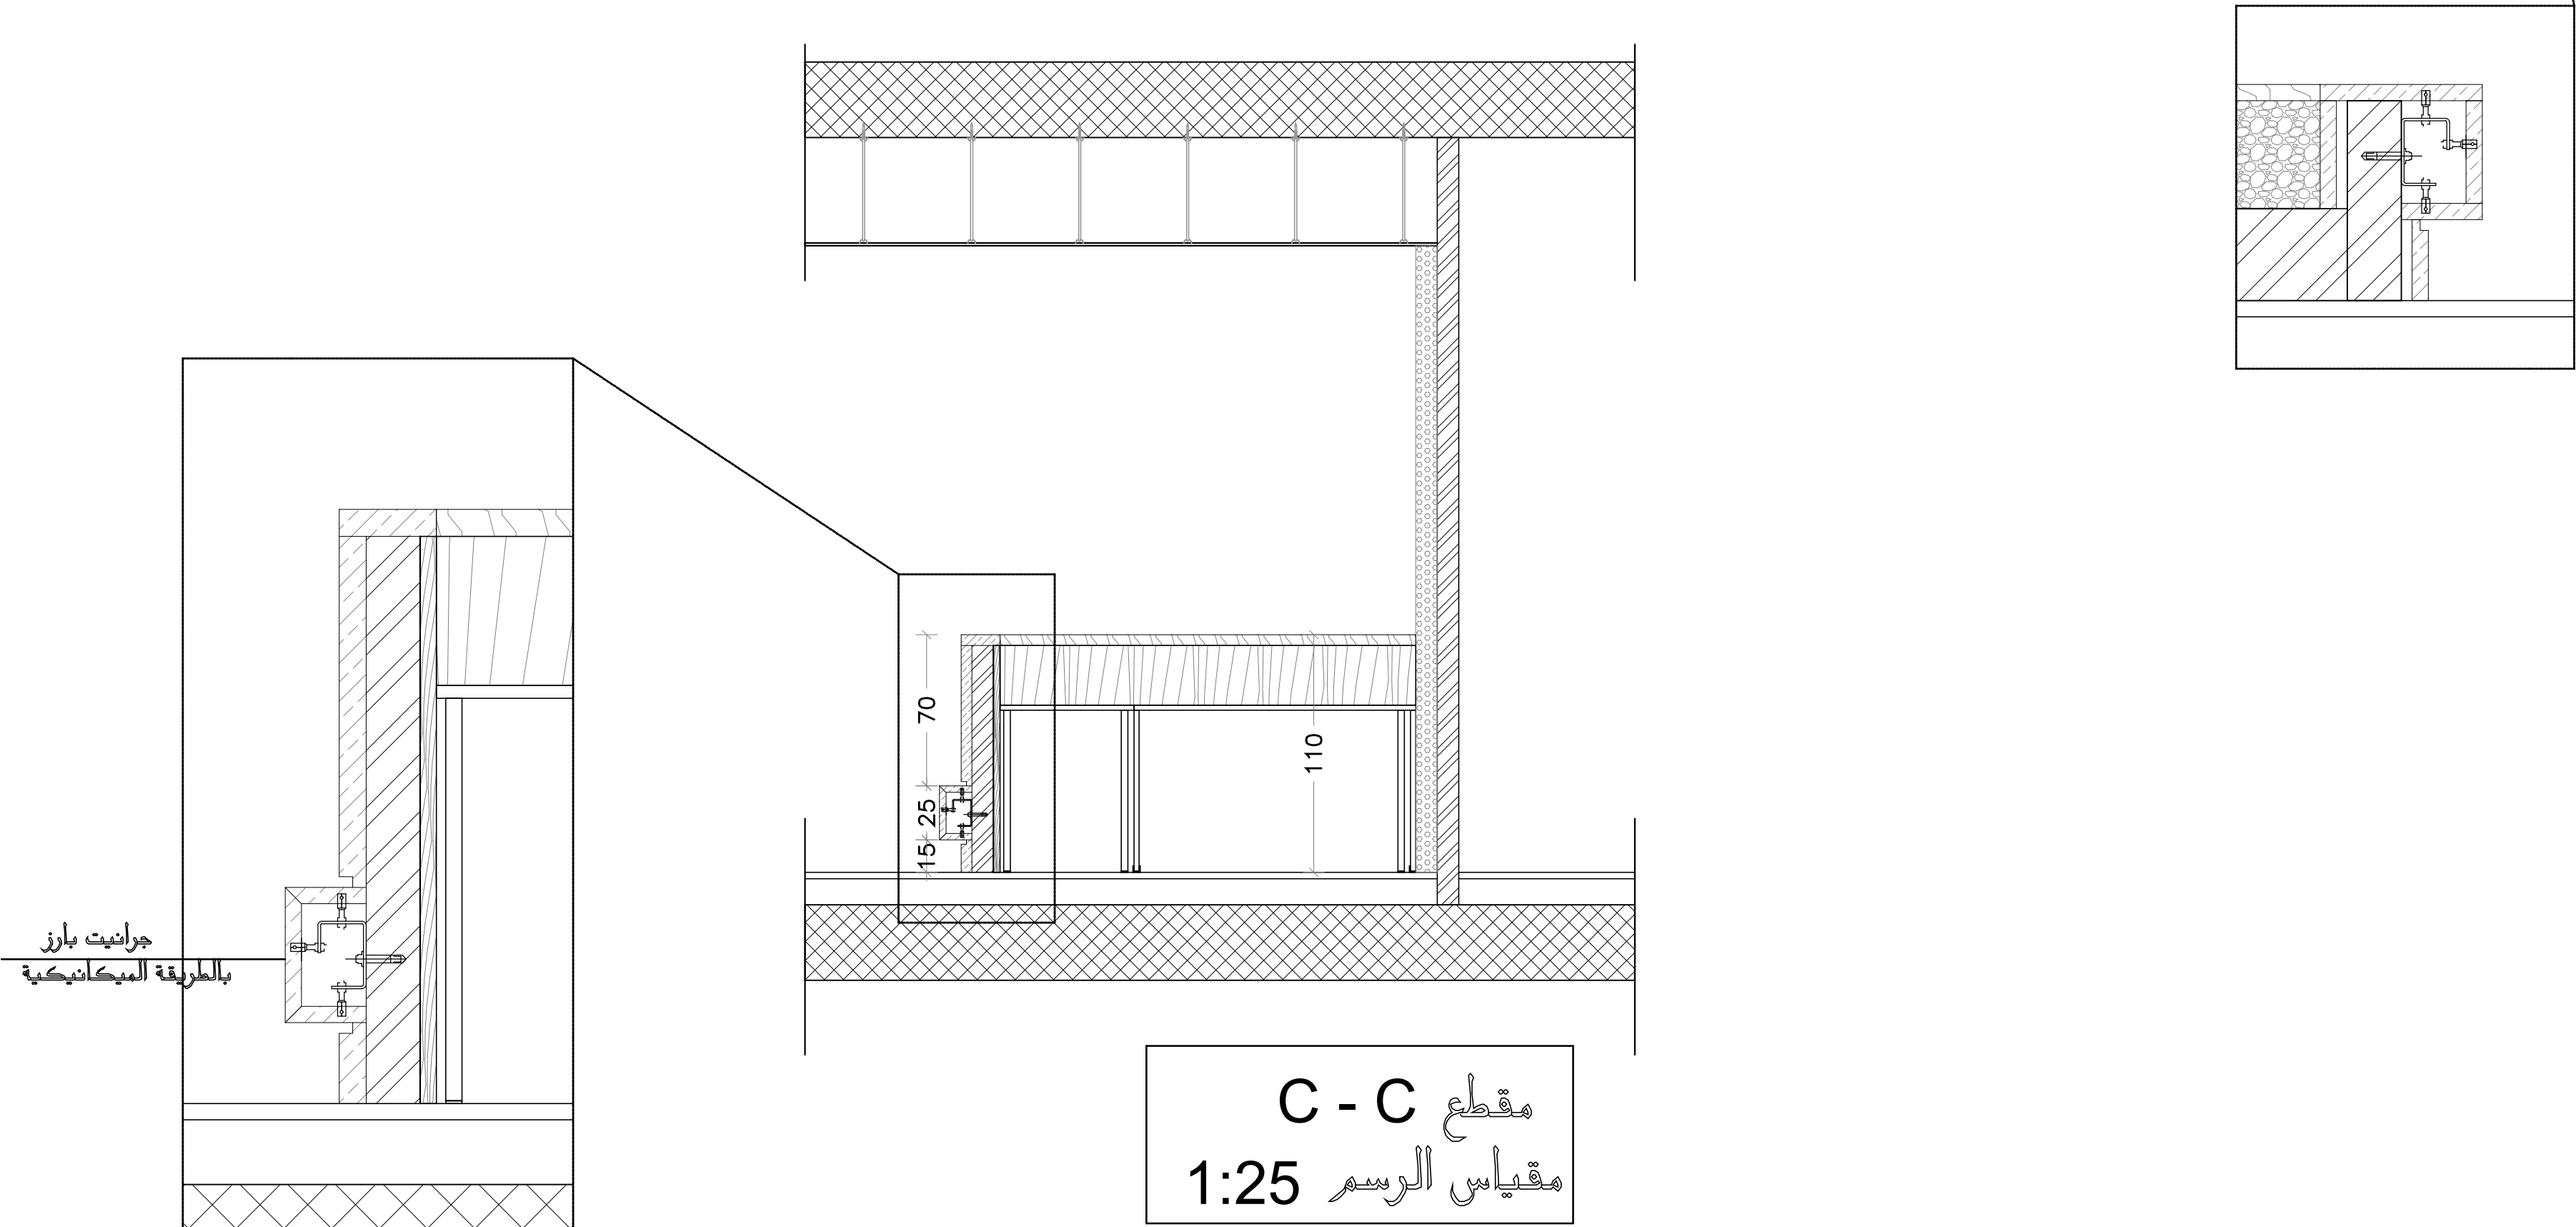 70
25
15
110
جرانيت بارز
بالطريقة الميكانيكية
مقطع C - C
مقياس الرسم 1:25